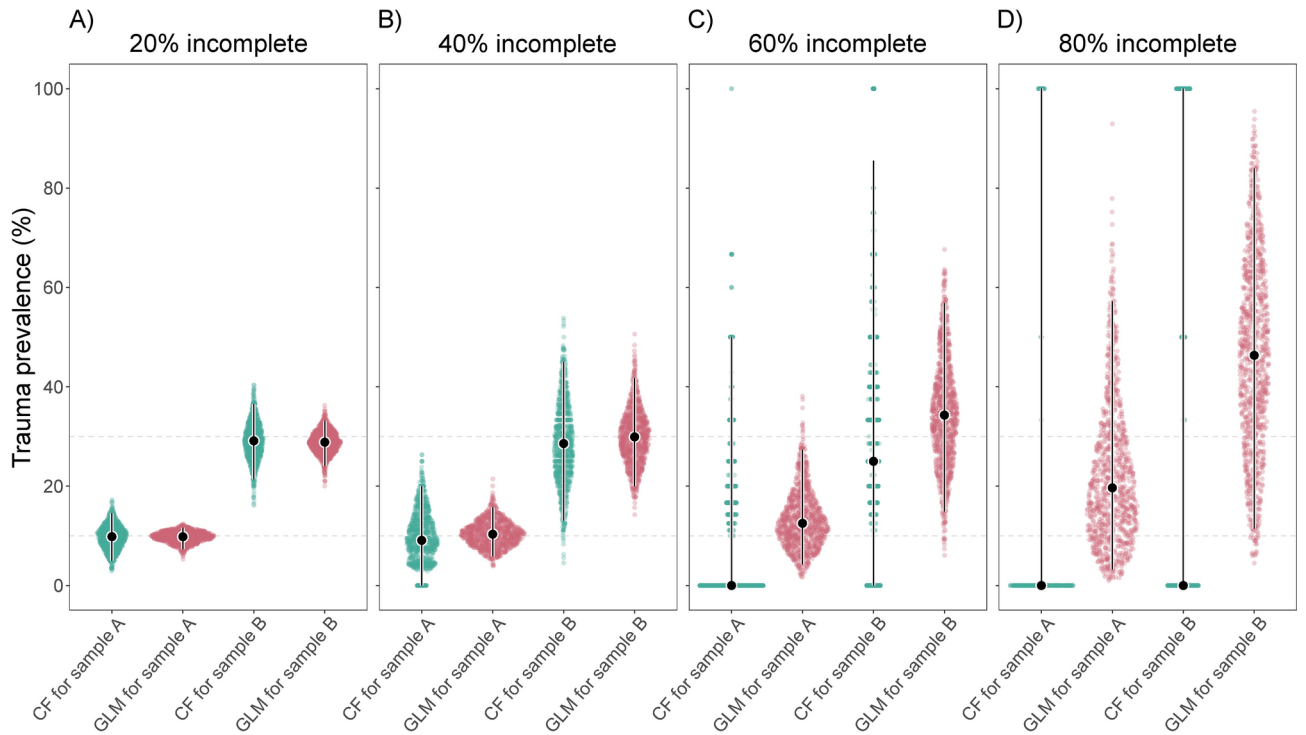 A)
B)
C)
D)
20% incomplete
40% incomplete
60% incomplete
80% incomplete
Trauma prevalence (%)
100
80
60
40
20
0
CF for sample A
GLM for sample A
CF for sample B
GLM for sample B
CF for sample A
GLM for sample A
CF for sample B
GLM for sample B
CF for sample A
GLM for sample A
CF for sample B
GLM for sample B
CF for sample A
GLM for sample A
CF for sample B
GLM for sample B